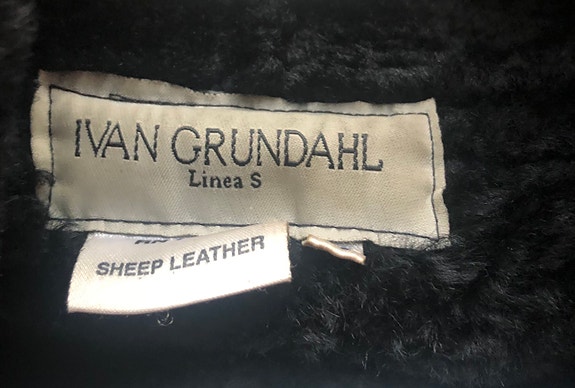 IVAN GRUNDAHL
Linea S
SHEEP LEATHER